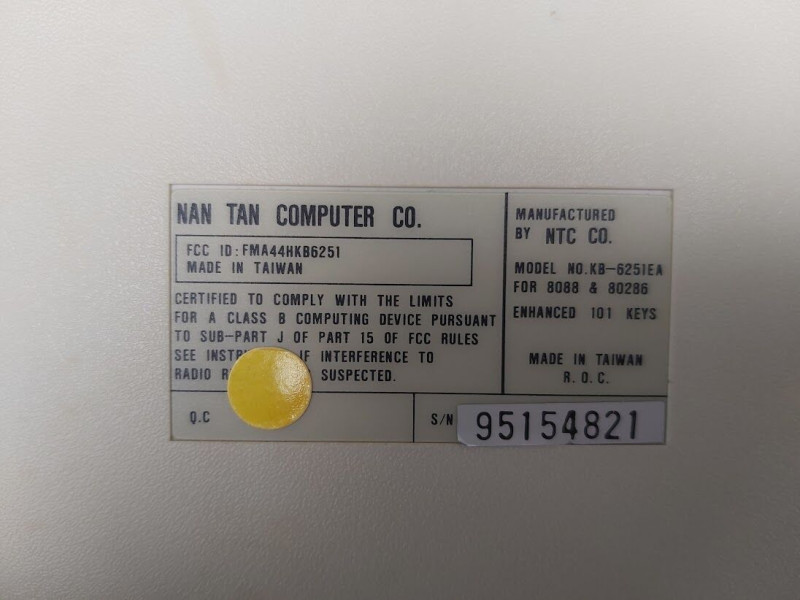 NAN TAN COMPUTER CO.
FCC ID: FMA44HKB6251
MADE IN TAIWAN
CERTIFIED TO COMPLY WITH THE LIMITS
FOR A CLASS B COMPUTING DEVICE PURSUANT
TO SUB-PART J OF PART 15 OF FCC RULES
SEE IF INTERFERENCE TO
RADIO SUSPECTED.
Q.C
MANUFACTURED
BY NTC CO.
MODEL NO.KB-6251EA
FOR 8088 & 80286
ENHANCED 101 KEYS
MADE IN TAIWAN
R.O.C.
S/N 95154821